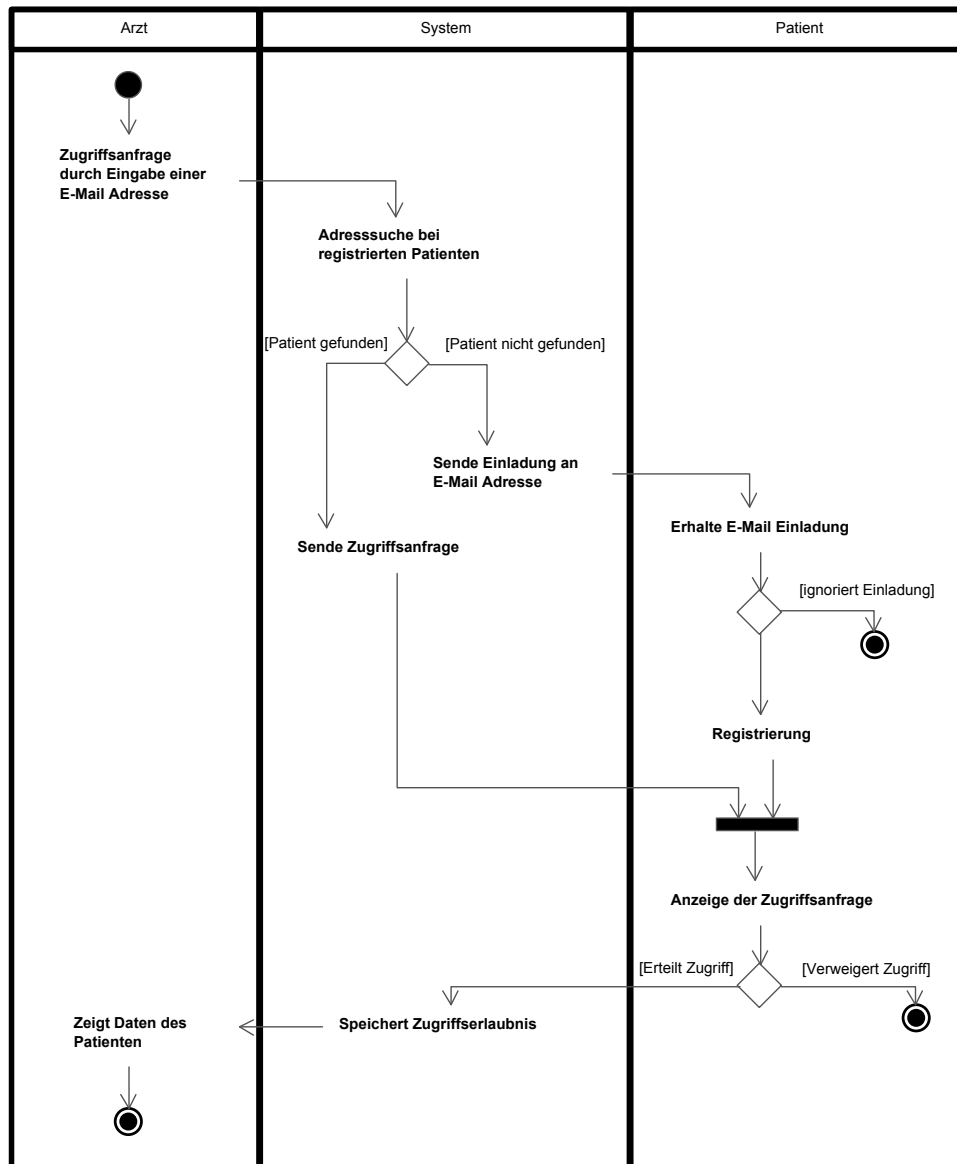 Arzt
System
Patient
Zugriffsanfrage
durch Eingabe einer
E-Mail Adresse
Adresssuche bei
registrierten Patienten
[Patient gefunden]
[Patient nicht gefunden]
Sende Einladung an
E-Mail Adresse
Erhalte E-Mail Einladung
Sende Zugriffsanfrage
[ignoriert Einladung]
Registrierung
Anzeige der Zugriffsanfrage
[Erteilt Zugriff]
[Verweigert Zugriff]
Zeigt Daten des
Patienten
Speichert Zugriffserlaubnis